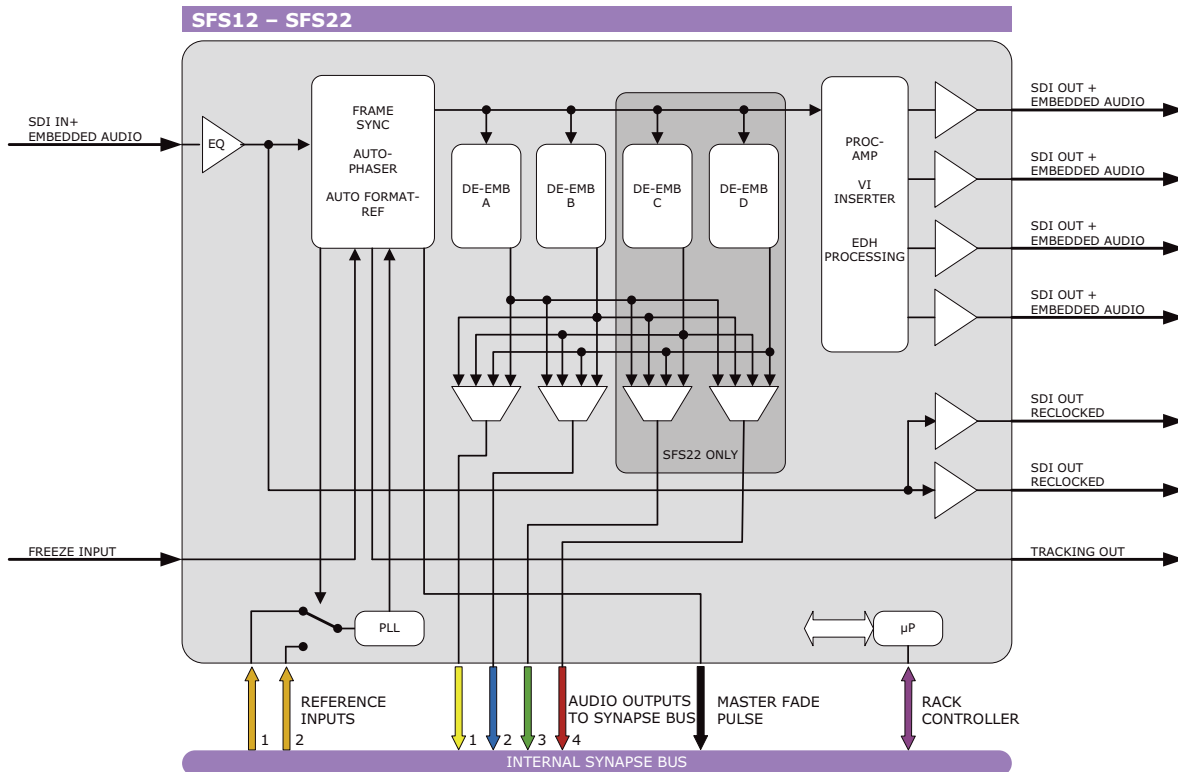 SFS12 – SFS22
SDI IN+
EMBEDDED AUDIO
EQ
FRAME
SYNC
AUTO-
PHASER
AUTO FORMAT-
REF
DE-EMB
A
DE-EMB
B
DE-EMB
C
DE-EMB
D
SFS22 ONLY
PROC-
AMP
VI
INSERTER
EDH
PROCESSING
SDI OUT +
EMBEDDED AUDIO
SDI OUT +
EMBEDDED AUDIO
SDI OUT +
EMBEDDED AUDIO
SDI OUT +
EMBEDDED AUDIO
SDI OUT
RECLOCKED
SDI OUT
RECLOCKED
FREEZE INPUT
TRACKING OUT
PLL
µP
REFERENCE
INPUTS
1
2
AUDIO OUTPUTS
TO SYNAPSE BUS
1
2
3
4
MASTER FADE
PULSE
RACK
CONTROLLER
INTERNAL SYNAPSE BUS